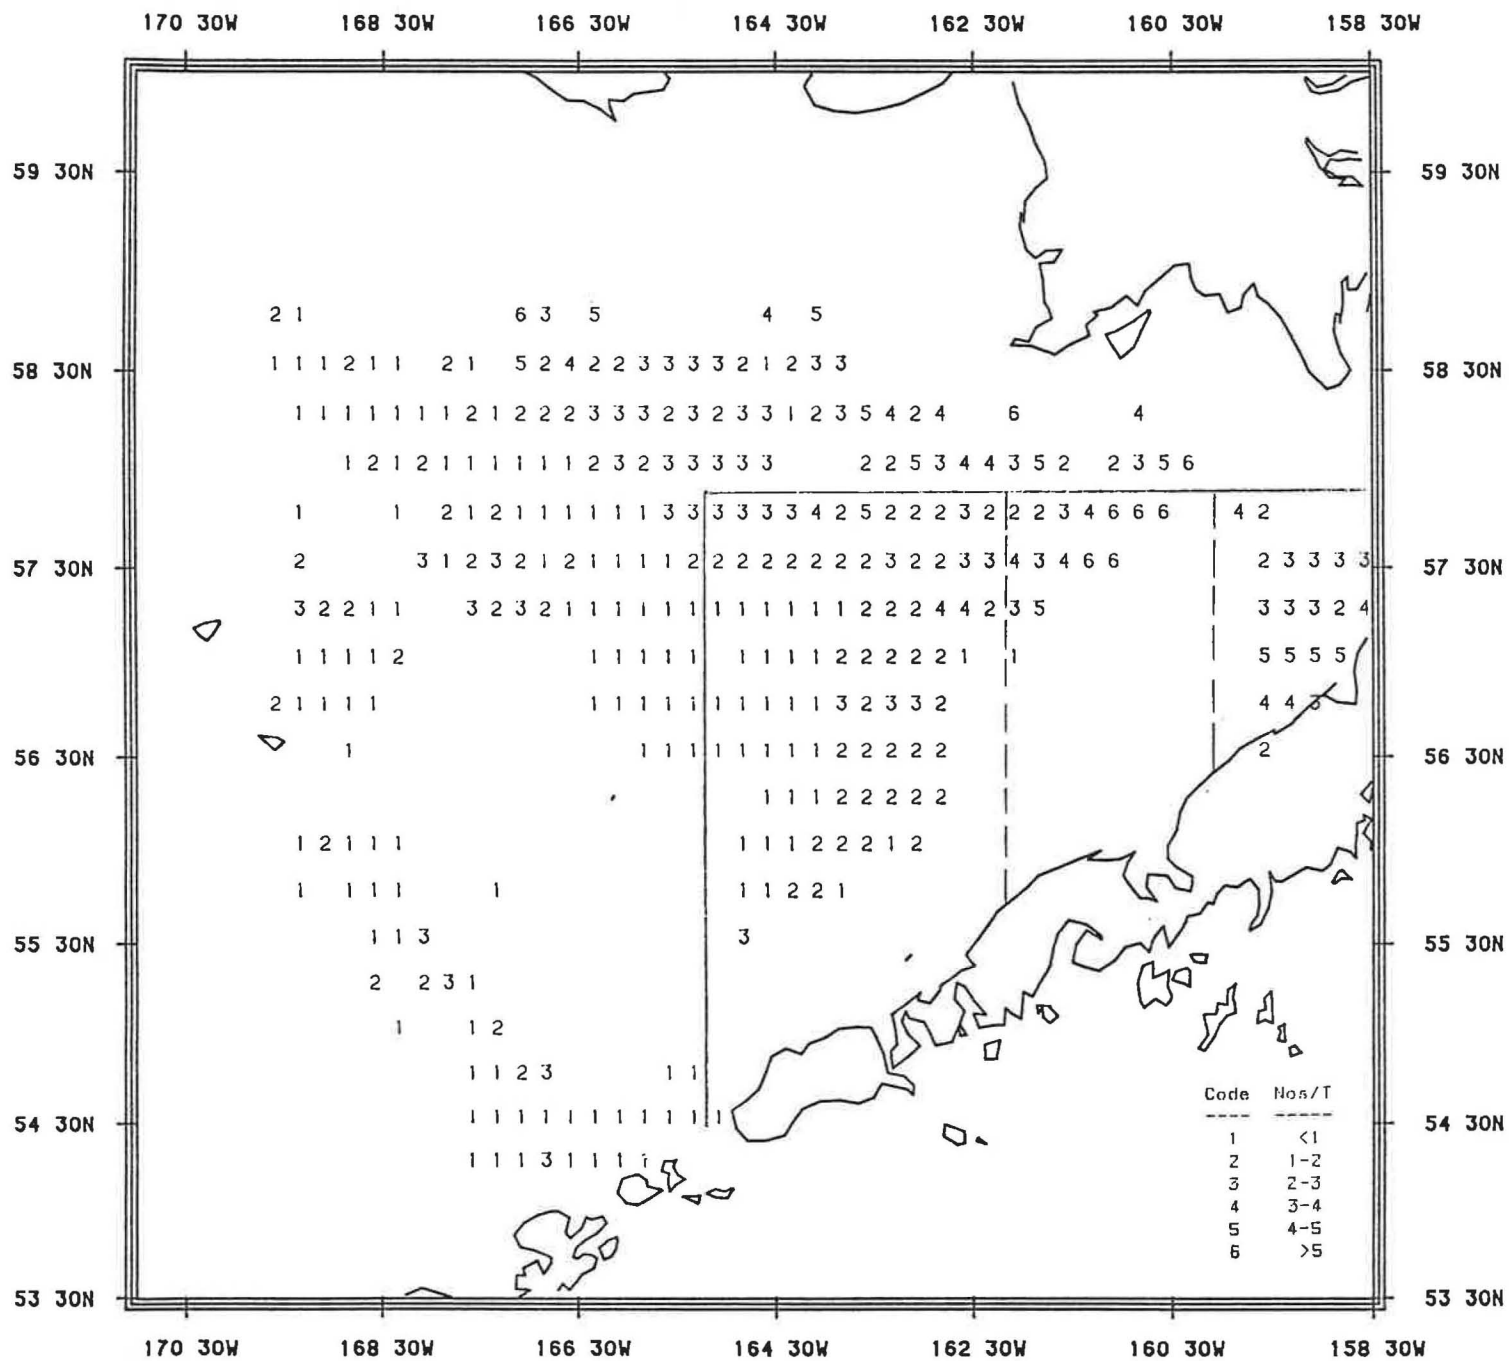 170 30W 168 30W 166 30W 164 30W 162 30W 160 30W 158 30W
59 30N 59 30N
2 1 6 3 5 4 5
58 30N 1 1 1 2 1 1 2 1 5 2 4 2 2 3 3 3 3 2 1 2 3 3 58 30N
1 1 1 1 1 1 1 2 1 2 2 2 3 3 3 2 3 2 3 3 1 2 3 5 4 2 4 6 4
1 2 1 2 1 1 1 1 1 1 2 3 2 3 3 3 3 3 2 2 5 3 4 4 3 5 2 2 3 5 6
1 1 2 1 2 1 1 1 1 1 1 3 3 3 3 3 3 4 2 5 2 2 2 3 2 2 2 3 4 6 6 6 4 2
57 30N 2 3 1 2 3 2 1 2 1 1 1 1 2 2 2 2 2 2 2 2 3 2 2 3 3 4 3 4 6 6 2 3 3 3 3 57 30N
3 2 2 1 1 3 2 3 2 1 1 1 1 1 1 1 1 1 1 1 1 2 2 2 4 4 2 3 5 3 3 3 2 4
1 1 1 1 2 1 1 1 1 1 1 1 1 1 2 2 2 2 2 1 1 5 5 5 5
2 1 1 1 1 1 1 1 1 1 1 1 1 1 1 3 2 3 3 2 4 4 3
56 30N 1 1 1 1 1 1 1 1 1 2 2 2 2 2 2 56 30N
1 1 1 2 2 2 2 2
1 2 1 1 1 1 1 1 2 2 2 1 2
1 1 1 1 1 1 1 2 2 1
55 30N 1 1 3 3 55 30N
2 2 3 1
1 1 2
1 1 2 3 1 1
Code Nos/T
54 30N 1 1 1 1 1 1 1 1 1 1 1 54 30N
1 <1
1 1 1 3 1 1 1 1
2 1-2
3 2-3
4 3-4
5 4-5
6 >5
53 30N 53 30N
170 30W 168 30W 166 30W 164 30W 162 30W 160 30W 158 30W